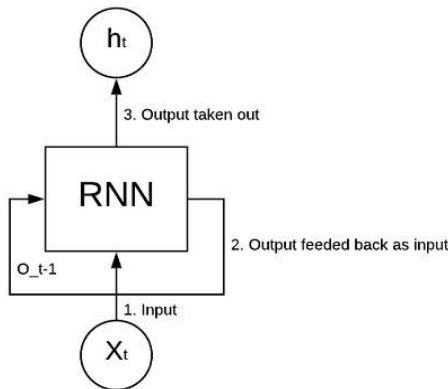 ht
3. Output taken out
RNN
2. Output feeded back as input
O_t-1
1. Input
Xt